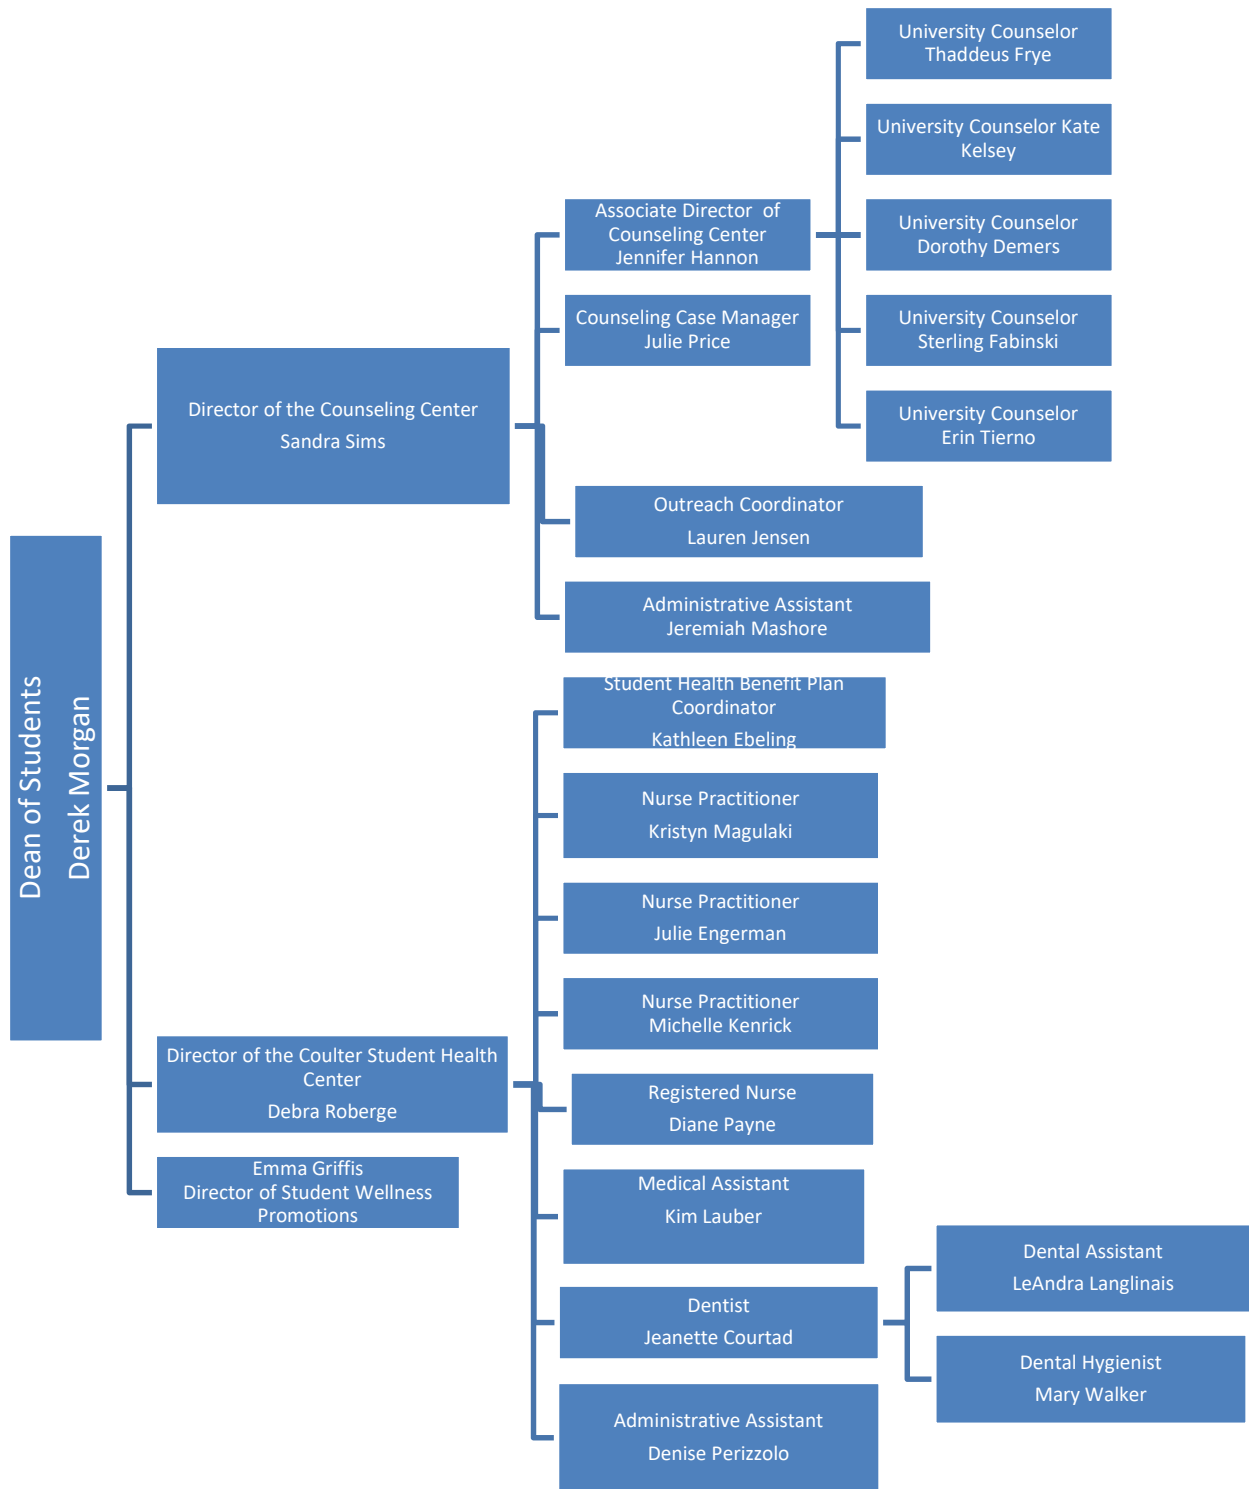 Dean of Students
Derek Morgan
Director of the Counseling Center
Sandra Sims
Associate Director  of
Counseling Center
Jennifer Hannon
University Counselor
Thaddeus Frye
University Counselor Kate
Kelsey
University Counselor
Dorothy Demers
University Counselor
Sterling Fabinski
University Counselor
Erin Tierno
Counseling Case Manager
Julie Price
Outreach Coordinator
Lauren Jensen
Administrative Assistant
Jeremiah Mashore
Director of the Coulter Student Health
Center
Debra Roberge
Student Health Benefit Plan
Coordinator
Kathleen Ebeling
Nurse Practitioner
Kristyn Magulaki
Nurse Practitioner
Julie Engerman
Nurse Practitioner
Michelle Kenrick
Registered Nurse
Diane Payne
Medical Assistant
Kim Lauber
Dentist
Jeanette Courtad
Dental Assistant
LeAndra Langlinais
Dental Hygienist
Mary Walker
Administrative Assistant
Denise Perizzolo
Emma Griffis
Director of Student Wellness
Promotions